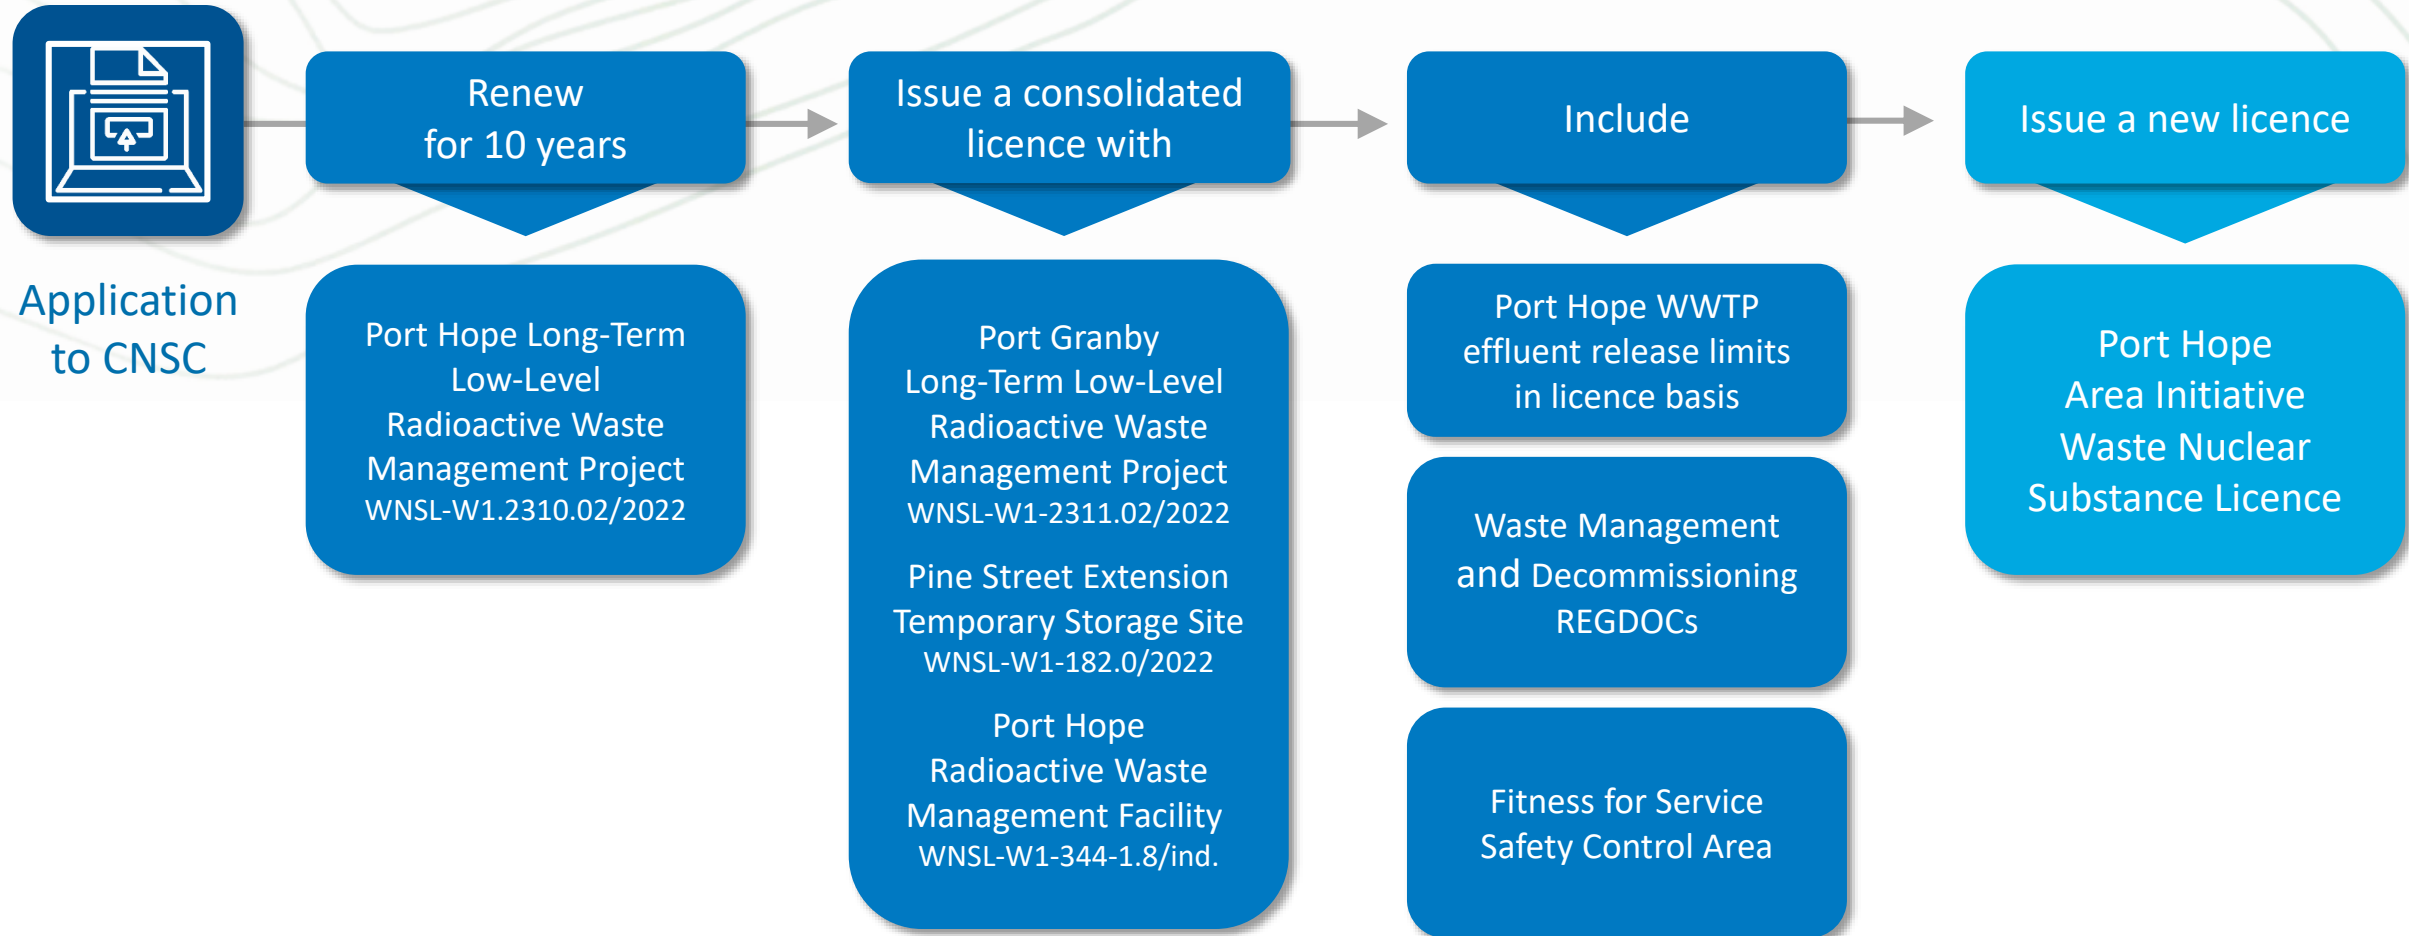 Application
to CNSC
Renew
for 10 years
Port Hope Long-Term
Low-Level
Radioactive Waste
Management Project
WNSL-W1.2310.02/2022
Issue a consolidated
licence with
Port Granby
Long-Term Low-Level
Radioactive Waste
Management Project
WNSL-W1-2311.02/2022
Pine Street Extension
Temporary Storage Site
WNSL-W1-182.0/2022
Port Hope
Radioactive Waste
Management Facility
WNSL-W1-344-1.8/ind.
Include
Port Hope WWTP
effluent release limits
in licence basis
Waste Management
and Decommissioning
REGDOCs
Fitness for Service
Safety Control Area
Issue a new licence
Port Hope
Area Initiative
Waste Nuclear
Substance Licence